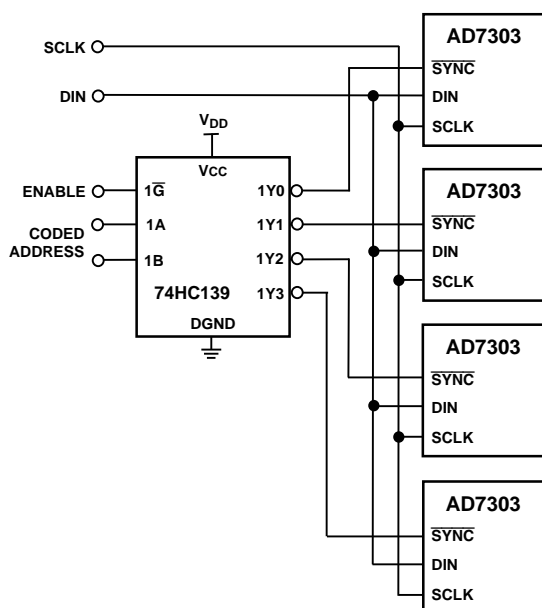 SCLK
DIN
ENABLE
CODED
ADDRESS
VDD
VCC
1G
1A
1B
1Y0
1Y1
1Y2
1Y3
74HC139
DGND
AD7303
SYNC
DIN
SCLK
AD7303
SYNC
DIN
SCLK
AD7303
SYNC
DIN
SCLK
AD7303
SYNC
DIN
SCLK